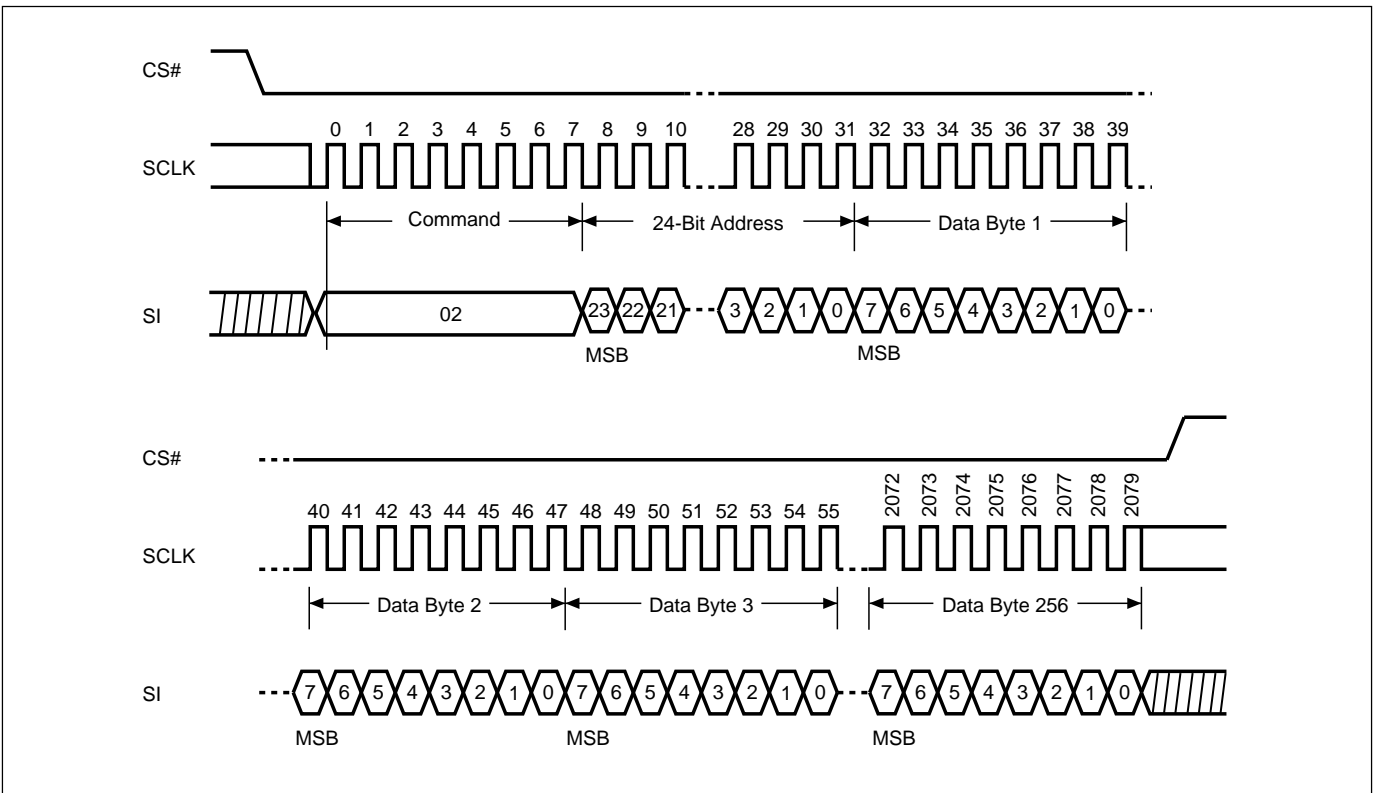 CS#
0 1 2 3 4 5 6 7 8 9 10 28 29 30 31 32 33 34 35 36 37 38 39
SCLK
Command 24-Bit Address Data Byte 1
SI 02 23 22 21 3 2 1 0 7 6 5 4 3 2 1 0
MSB MSB
CS#
40 41 42 43 44 45 46 47 48 49 50 51 52 53 54 55 2072 2073 2074 2075 2076 2077 2078 2079
SCLK
Data Byte 2 Data Byte 3 Data Byte 256
SI 7 6 5 4 3 2 1 0 7 6 5 4 3 2 1 0 7 6 5 4 3 2 1 0
MSB MSB MSB